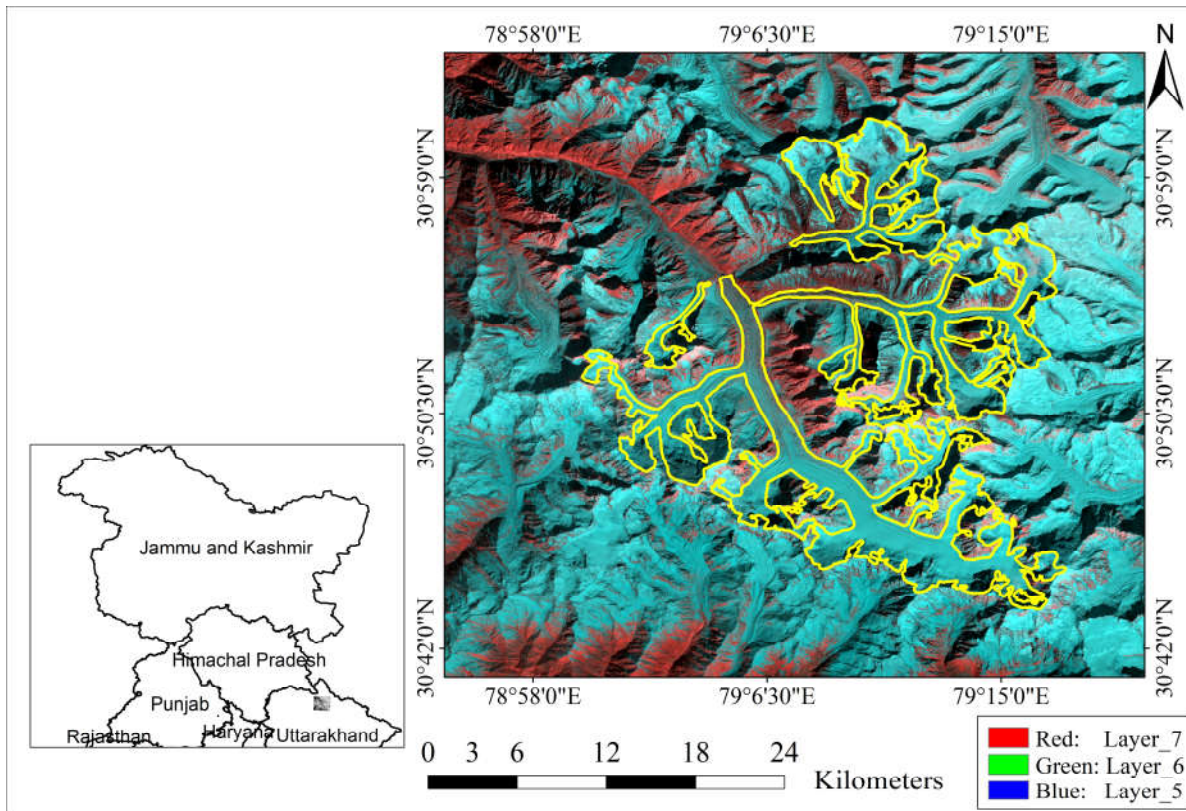 78°58'0"E 79°6'30"E 79°15'0"E
N
30°59'0"N 30°59'0"N
30°50'30"N 30°50'30"N
30°42'0"N 30°42'0"N
78°58'0"E 79°6'30"E 79°15'0"E
Jammu and Kashmir
Himachal Pradesh
Punjab
Rajasthan Haryana Uttarakhand
0 3 6 12 18 24
Kilometers
Red: Layer_7
Green: Layer_6
Blue: Layer_5